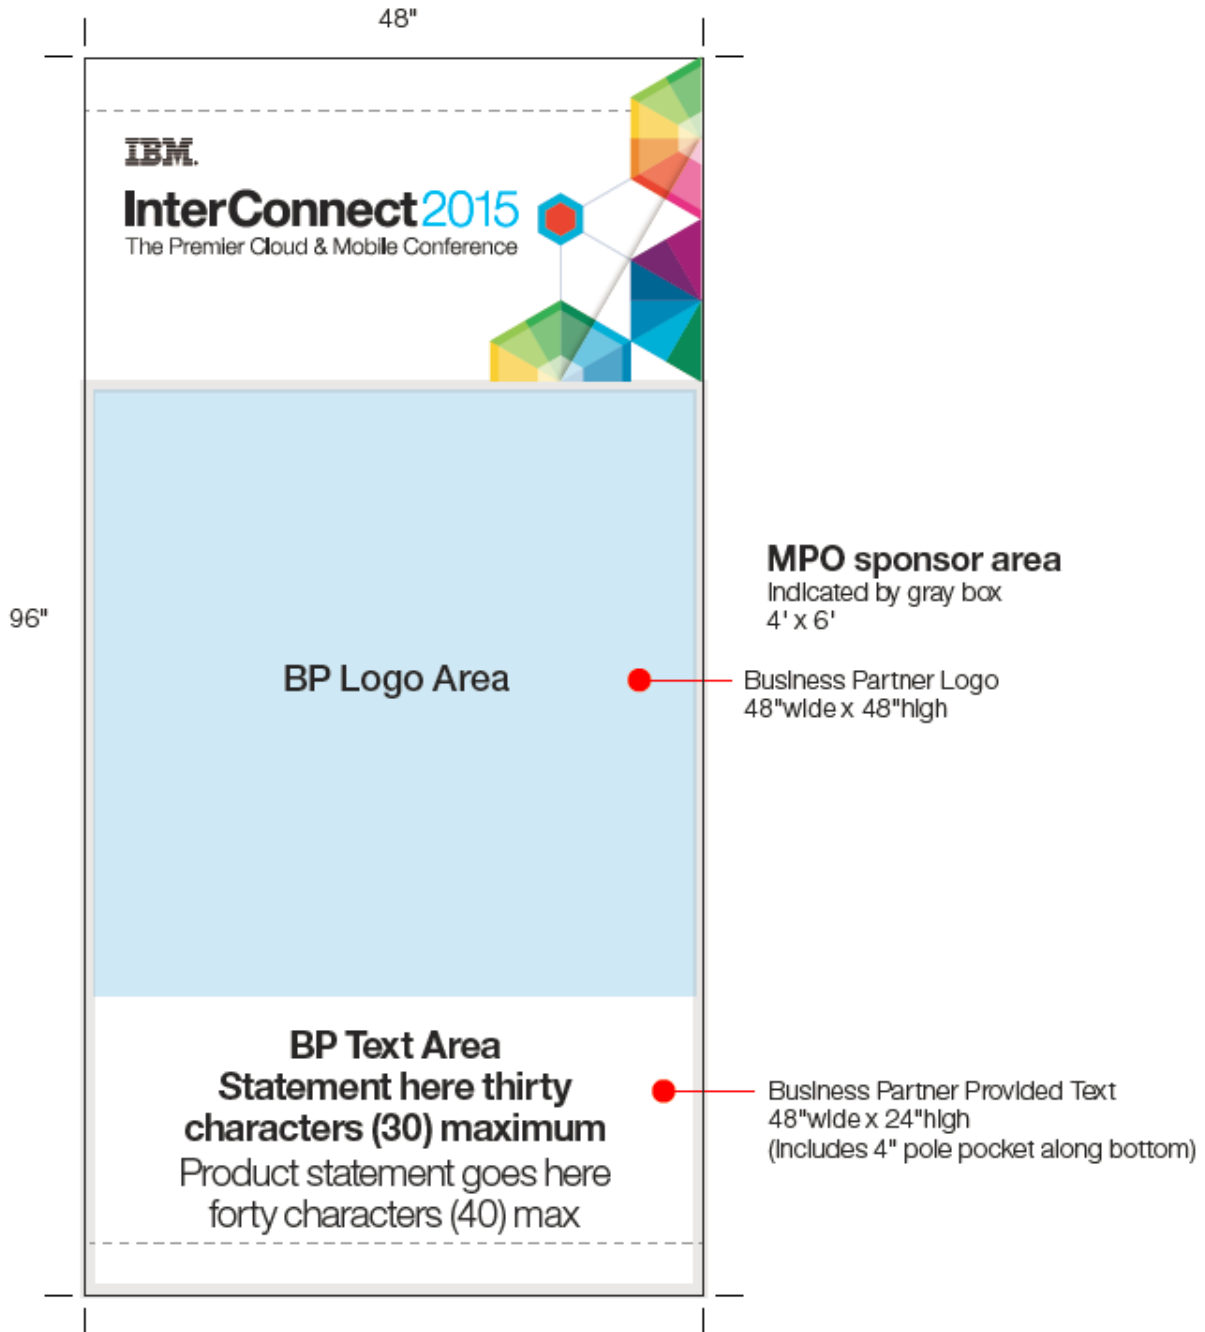 48"
IBM.
InterConnect 2015
The Premier Cloud & Mobile Conference
96"
BP Logo Area
MPO sponsor area
Indicated by gray box
4' x 6'
Business Partner Logo
48"wide x 48"high
BP Text Area
Statement here thirty
characters (30) maximum
Product statement goes here
forty characters (40) max
Business Partner Provided Text
48"wide x 24"high
(Includes 4" pole pocket along bottom)